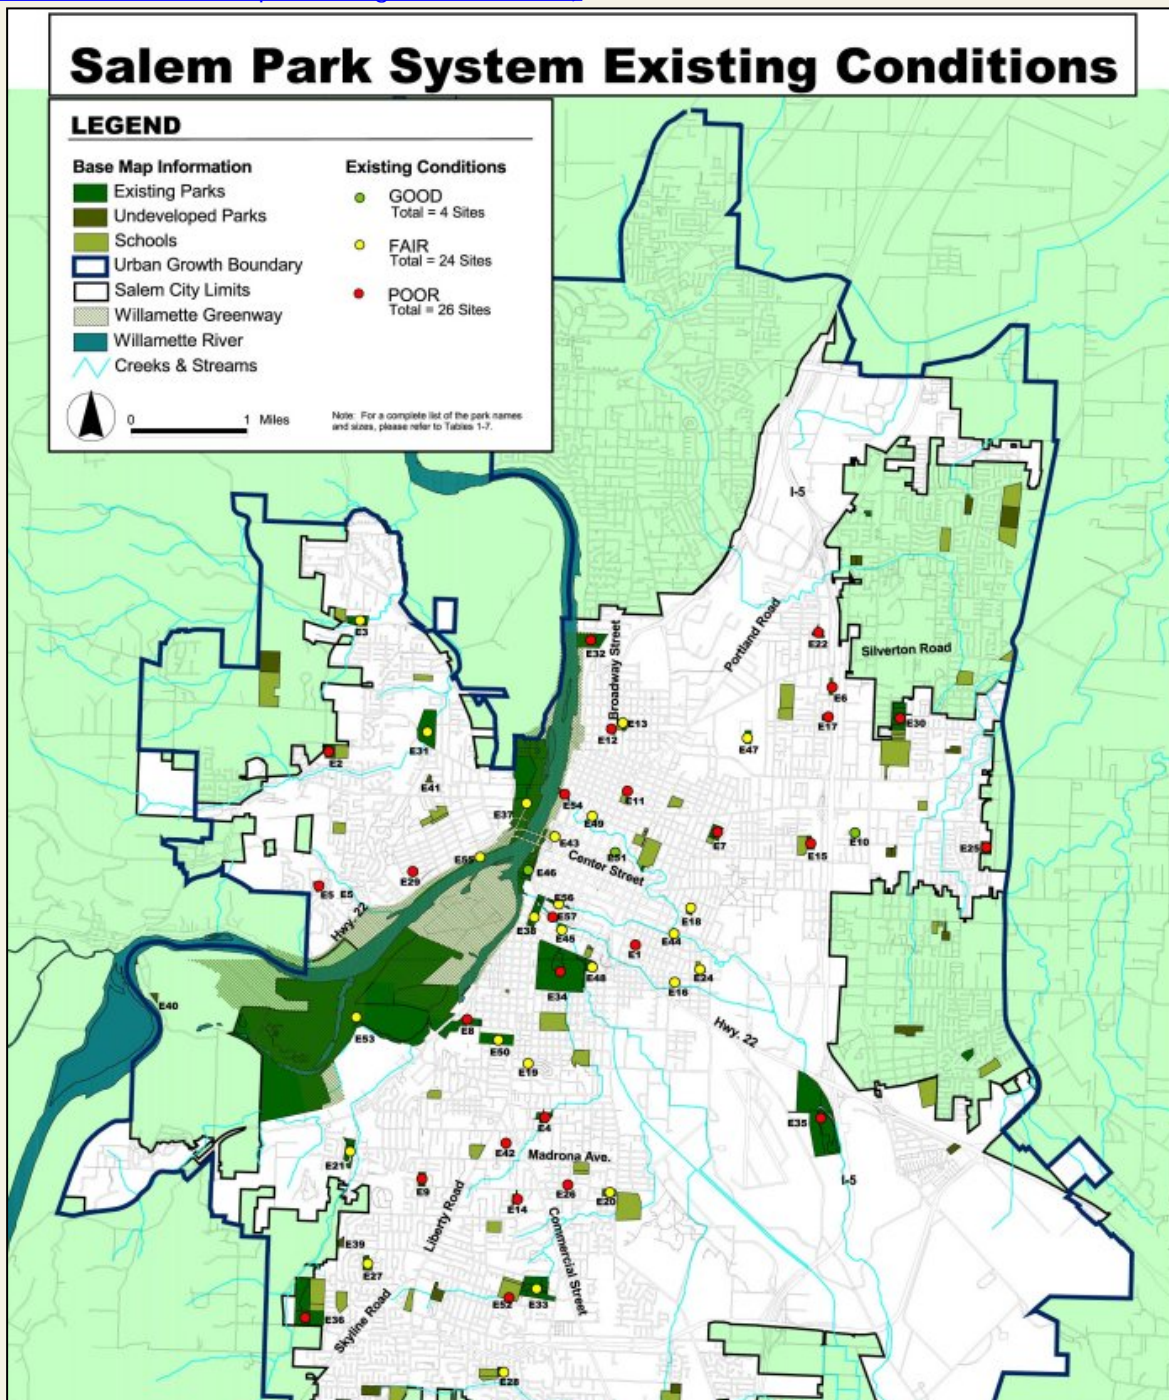 Salem Park System Existing Conditions
LEGEND
Base Map Information
Existing Parks
Undeveloped Parks
Schools
Urban Growth Boundary
Salem City Limits
Willamette Greenway
Willamette River
Creeks & Streams
Existing Conditions
GOOD
Total = 4 Sites
FAIR
Total = 24 Sites
POOR
Total = 26 Sites
0 1 Miles
Note: For a complete list of the park names
and sizes, please refer to Tables 1-7.
I-5
E3
E32
Broadway Street
Portland Road
E22
Silverton Road
E6
E17
E30
E13
E12
E47
E31
E2
E41
E37
E54
E11
E49
E43
E7
E15
E10
E25
E55
E51
Center Street
E46
E29
E5 E5
Hwy. 22
E56
E57
E38
E45
E18
E44
E1
E48
E24
E16
E34
E40
E53
E8
E50
E19
Hwy. 22
E4
E35
E42
Madrona Ave.
E21
E9
E14
E26
E20
I-5
Liberty Road
Commercial Street
E39
E27
E36
Skyline Road
E52
E33
E28